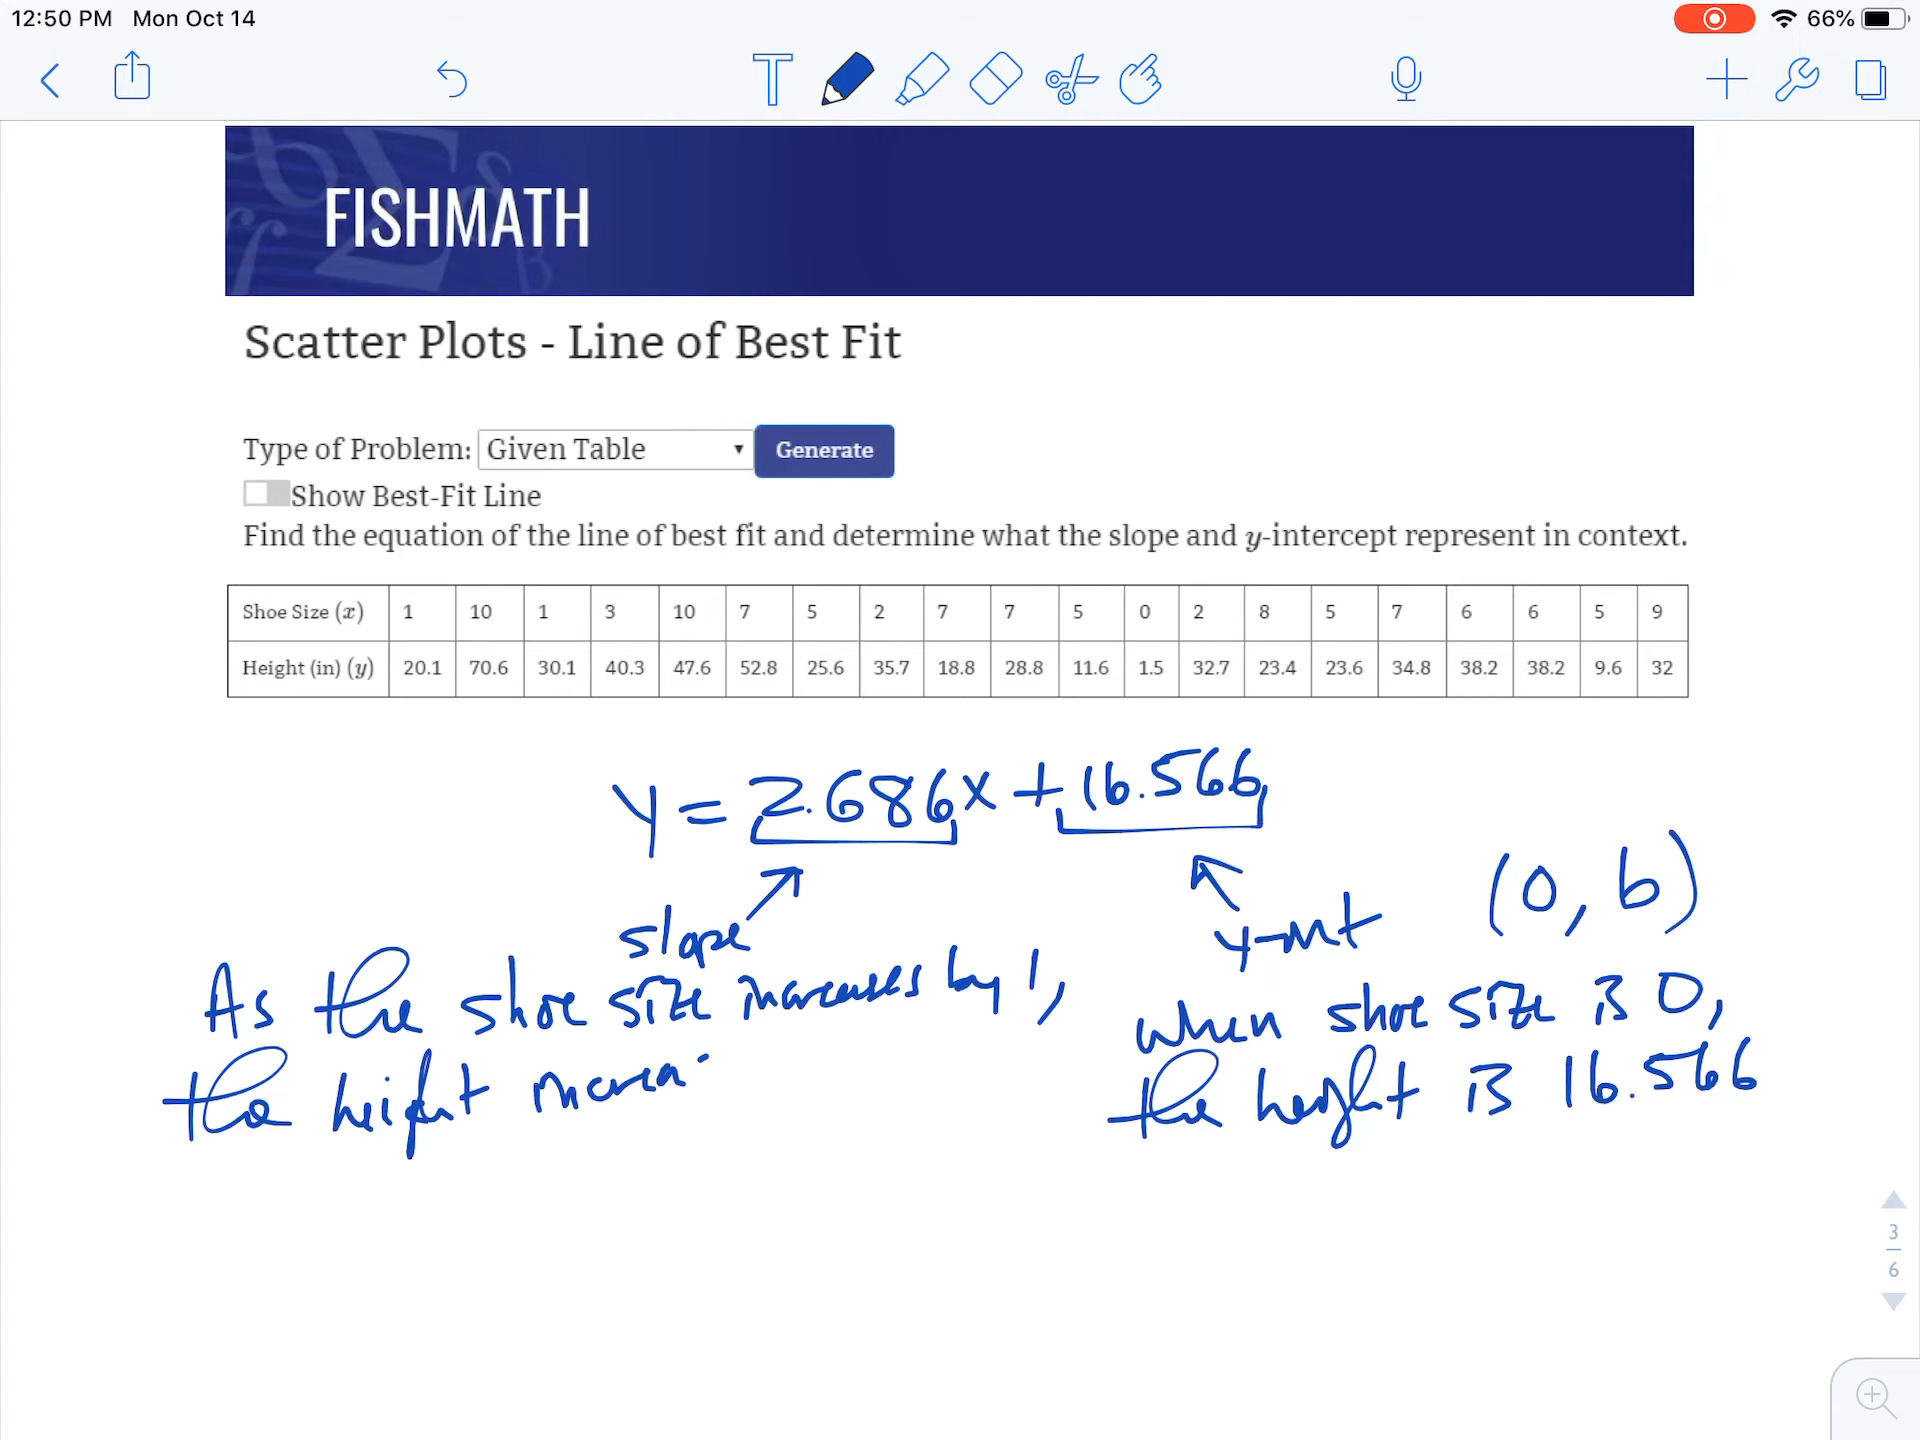 12:50 PM Mon Oct 14 66%
T
FISHMATH
Scatter Plots - Line of Best Fit
Type of Problem: Given Table ▼ Generate
Show Best-Fit Line
Find the equation of the line of best fit and determine what the slope and y-intercept represent in context.
Shoe Size (x) 1 10 1 3 10 7 5 2 7 7 5 0 2 8 5 7 6 6 5 9
Height (in) (y) 20.1 70.6 30.1 40.3 47.6 52.8 25.6 35.7 18.8 28.8 11.6 1.5 32.7 23.4 23.6 34.8 38.2 38.2 9.6 32
y = 2.686x + 16.566
slope
As the shoe size increases by 1,
the height increa
y-int (0, b)
when shoe size is 0,
the height is 16.566
3
6